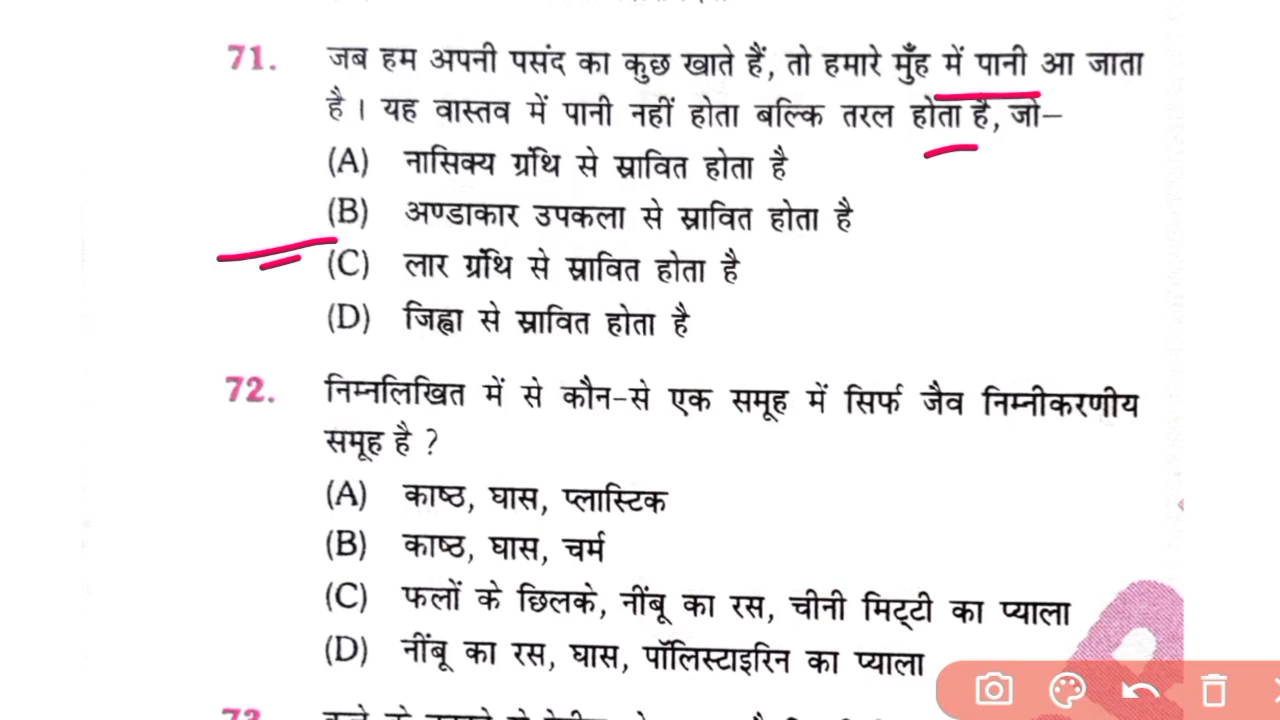 71. जब हम अपनी पसंद का कुछ खाते हैं, तो हमारे मुँह में पानी आ जाता
है। यह वास्तव में पानी नहीं होता बल्कि तरल होता है, जो–
(A) नासिक्य ग्रंथि से स्रावित होता है
(B) अण्डाकार उपकला से स्रावित होता है
(C) लार ग्रंथि से स्रावित होता है
(D) जिह्वा से स्रावित होता है
72. निम्नलिखित में से कौन-से एक समूह में सिर्फ जैव निम्नीकरणीय
समूह है ?
(A) काष्ठ, घास, प्लास्टिक
(B) काष्ठ, घास, चर्म
(C) फलों के छिलके, नींबू का रस, चीनी मिट्टी का प्याला
(D) नींबू का रस, घास, पॉलिस्टाइरिन का प्याला
73.